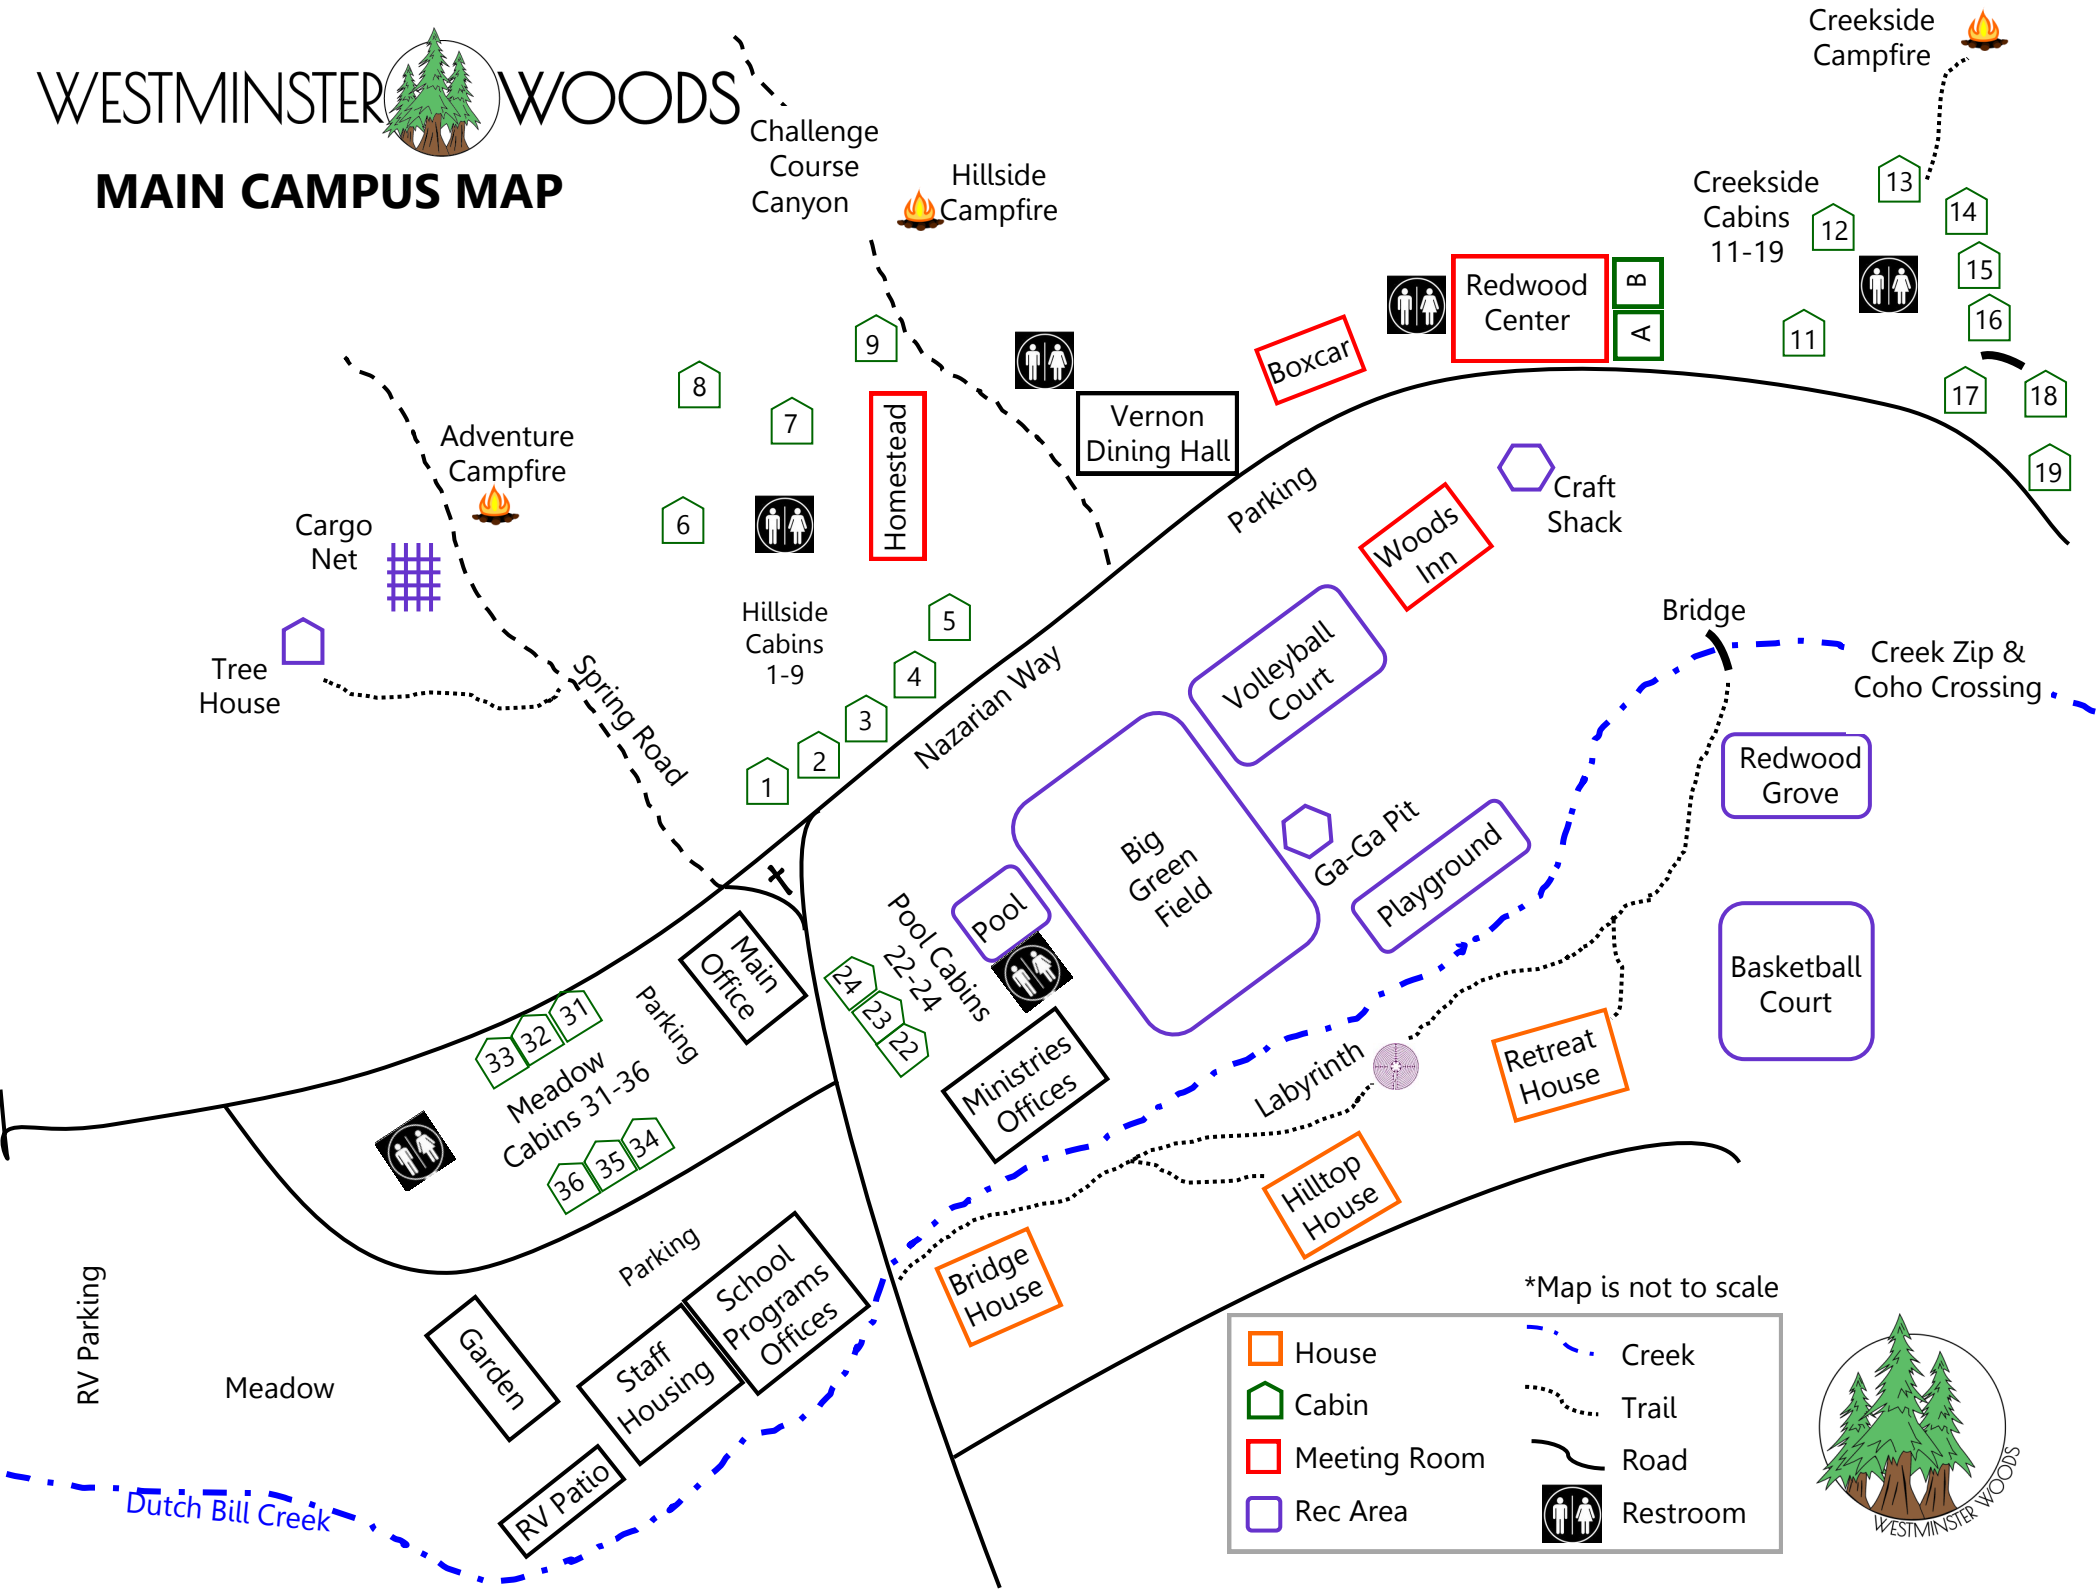 WESTMINSTER WOODS
MAIN CAMPUS MAP
Challenge
Course
Canyon
Hillside
Campfire
Creekside
Campfire
Creekside
Cabins
11-19
13
14
12
15
16
11
17
18
19
Redwood
Center
B
A
Boxcar
Vernon
Dining Hall
9
8
7
6
Homestead
Adventure
Campfire
Cargo
Net
Tree
House
Spring Road
Hillside
Cabins
1-9
5
4
3
2
1
Nazarian Way
Parking
Craft
Shack
Woods
Inn
Volleyball
Court
Bridge
Creek Zip &
Coho Crossing
Redwood
Grove
Big
Green
Field
Ga-Ga Pit
Playground
Pool
Pool Cabins
22-24
24
23
22
Basketball
Court
Main
Office
Parking
31
32
33
Meadow
Cabins 31-36
34
35
36
Ministries
Offices
Labyrinth
Retreat
House
Hilltop
House
Bridge
House
Parking
School
Programs
Offices
Staff
Housing
Garden
RV Patio
RV Parking
Meadow
Dutch Bill Creek
*Map is not to scale
House
Cabin
Meeting Room
Rec Area
Creek
Trail
Road
Restroom
WESTMINSTER WOODS